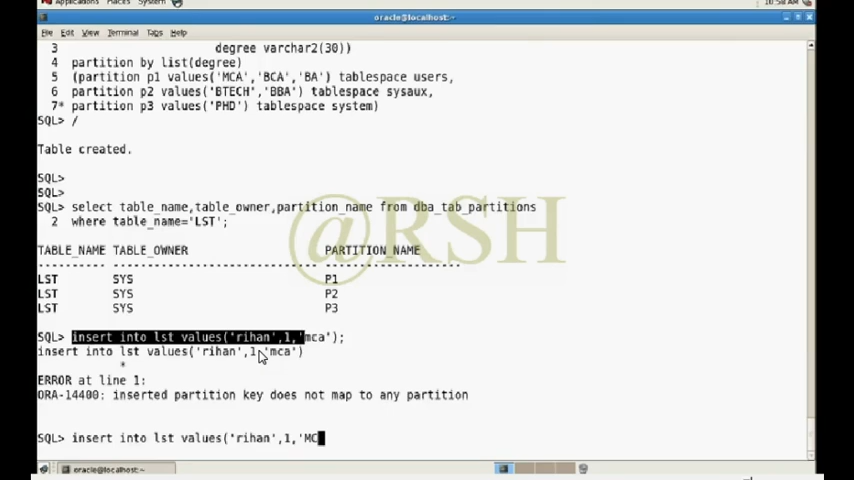 Applications Places System
10:58 AM
oracle@localhost:~
File Edit View Terminal Tabs Help
3 degree varchar2(30))
4 partition by list(degree)
5 (partition p1 values('MCA','BCA','BA') tablespace users,
6 partition p2 values('BTECH','BBA') tablespace sysaux,
7* partition p3 values('PHD') tablespace system)
SQL> /
Table created.
SQL>
SQL>
SQL> select table_name,table_owner,partition_name from dba_tab_partitions
2 where table_name='LST';
TABLE_NAME TABLE_OWNER PARTITION_NAME
---------- ------------------------------ ------------------------------
LST SYS P1
LST SYS P2
LST SYS P3
SQL> insert into lst values('rihan',1,'mca');
insert into lst values('rihan',1,'mca')
*
ERROR at line 1:
ORA-14400: inserted partition key does not map to any partition
SQL> insert into lst values('rihan',1,'MC
@RSH
oracle@localhost:~